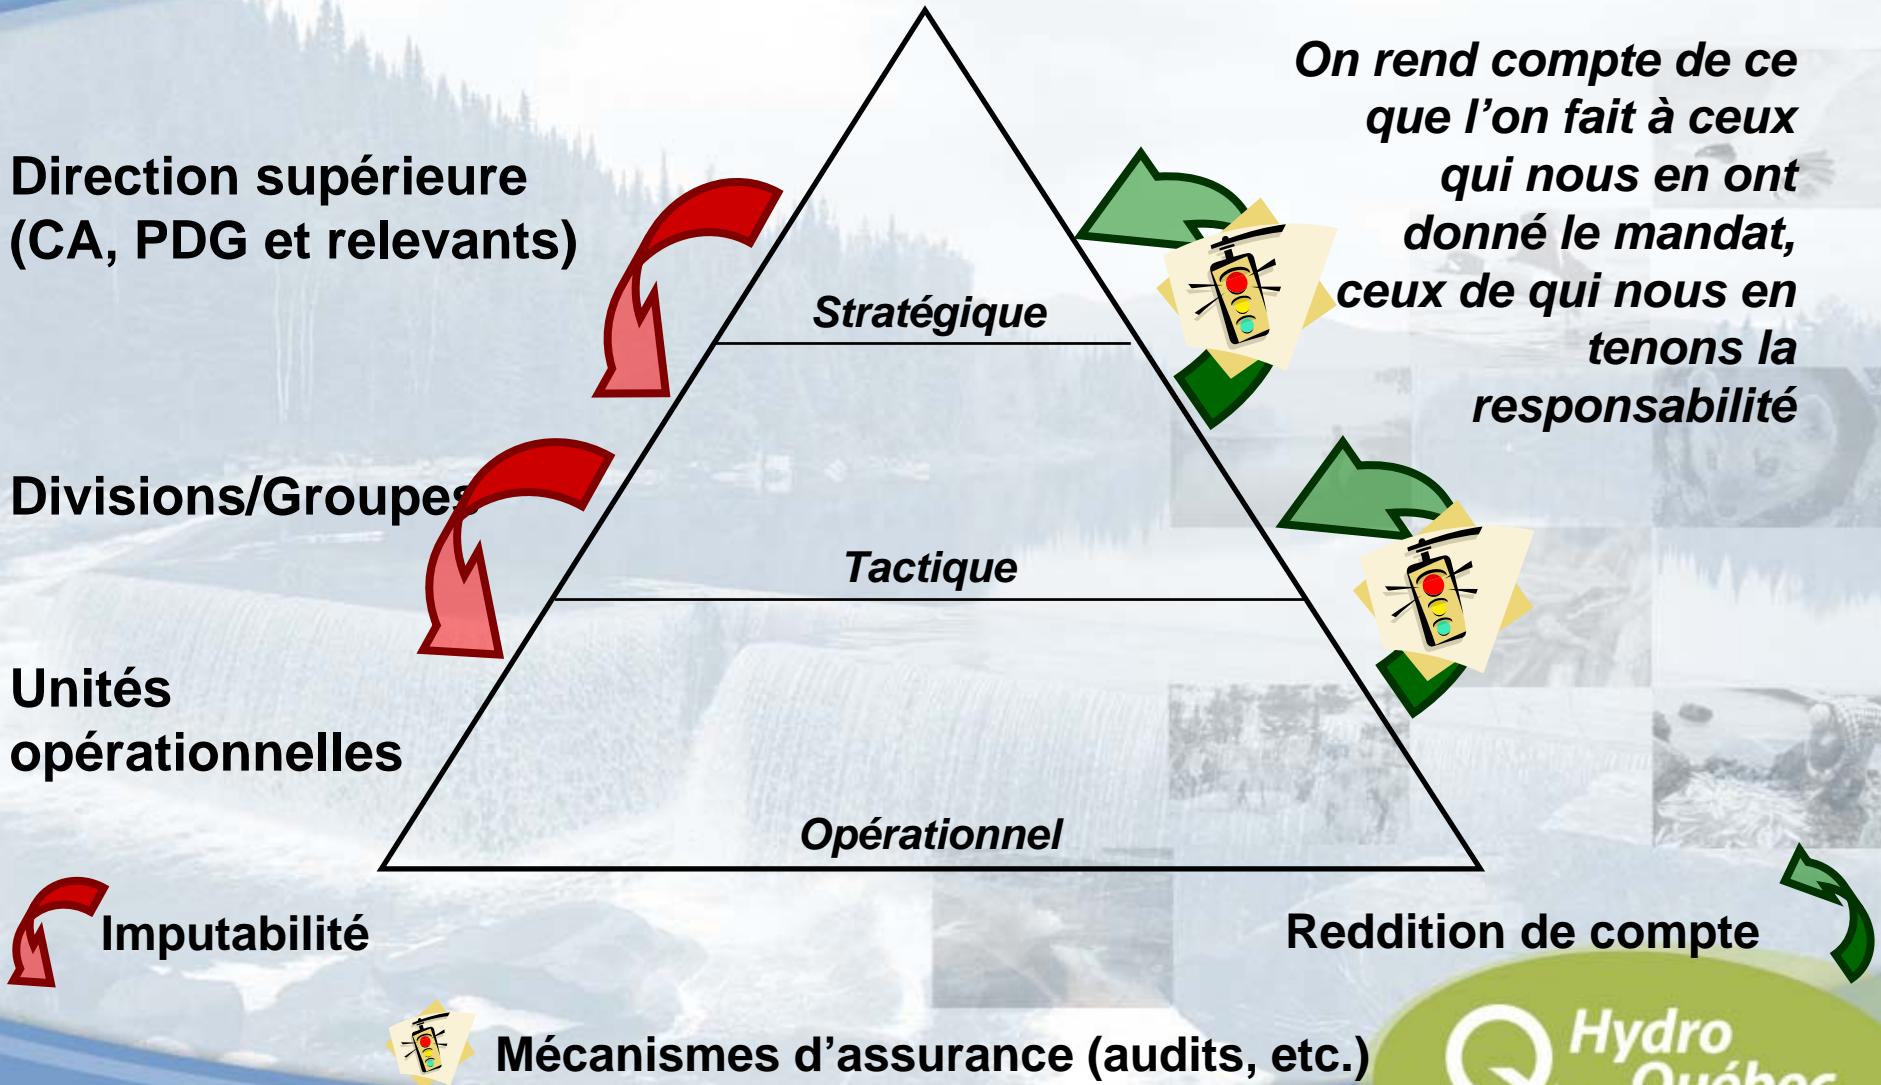 On rend compte de ce
que l’on fait à ceux
qui nous en ont
donné le mandat,
ceux de qui nous en
tenons la
responsabilité
Direction supérieure
(CA, PDG et relevants)
Stratégique
Divisions/Groupes
Tactique
Unités
opérationnelles
Opérationnel
Imputabilité
Reddition de compte
Mécanismes d’assurance (audits, etc.)
Hydro
Québec